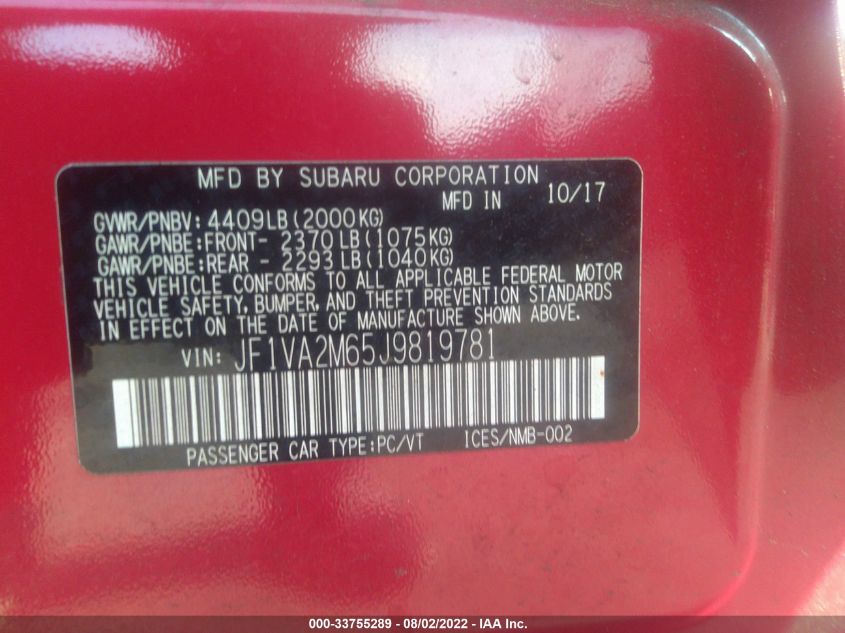 MFD BY SUBARU CORPORATION
MFD IN 10/17
GVWR/PNBV: 4409LB(2000KG)
GAWR/PNBE:FRONT- 2370LB(1075KG)
GAWR/PNBE:REAR - 2293LB(1040KG)
THIS VEHICLE CONFORMS TO ALL APPLICABLE FEDERAL MOTOR
VEHICLE SAFETY, BUMPER, AND THEFT PREVENTION STANDARDS
IN EFFECT ON THE DATE OF MANUFACTURE SHOWN ABOVE.
VIN: JF1VA2M65J9819781
PASSENGER CAR TYPE:PC/VT ICES/NMB-002
000-33755289 - 08/02/2022 - IAA Inc.